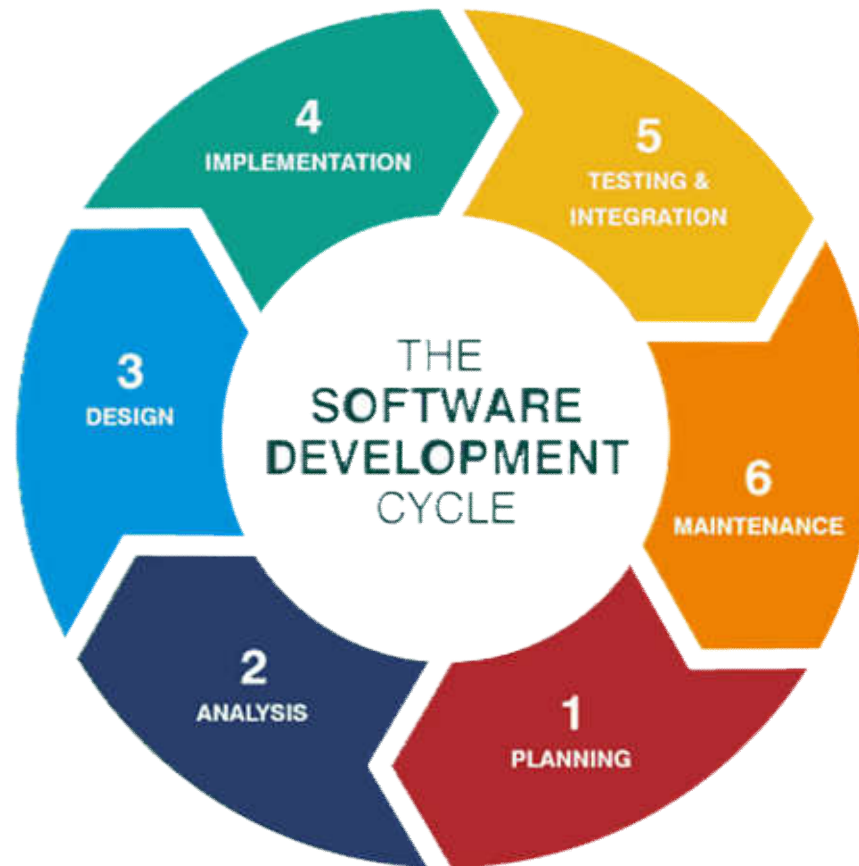 THE
SOFTWARE
DEVELOPMENT
CYCLE
1
PLANNING
2
ANALYSIS
3
DESIGN
4
IMPLEMENTATION
5
TESTING &
INTEGRATION
6
MAINTENANCE